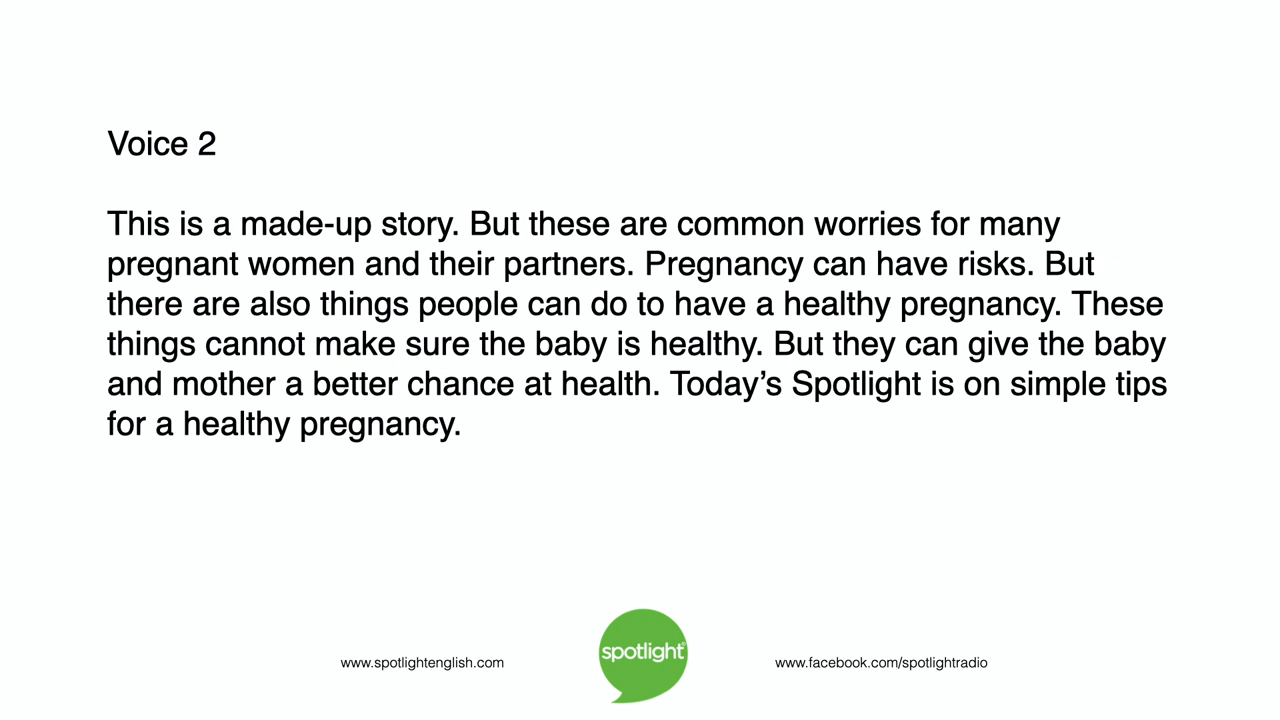 Voice 2
This is a made-up story. But these are common worries for many
pregnant women and their partners. Pregnancy can have risks. But
there are also things people can do to have a healthy pregnancy. These
things cannot make sure the baby is healthy. But they can give the baby
and mother a better chance at health. Today’s Spotlight is on simple tips
for a healthy pregnancy.
www.spotlightenglish.com
spotlight®
www.facebook.com/spotlightradio